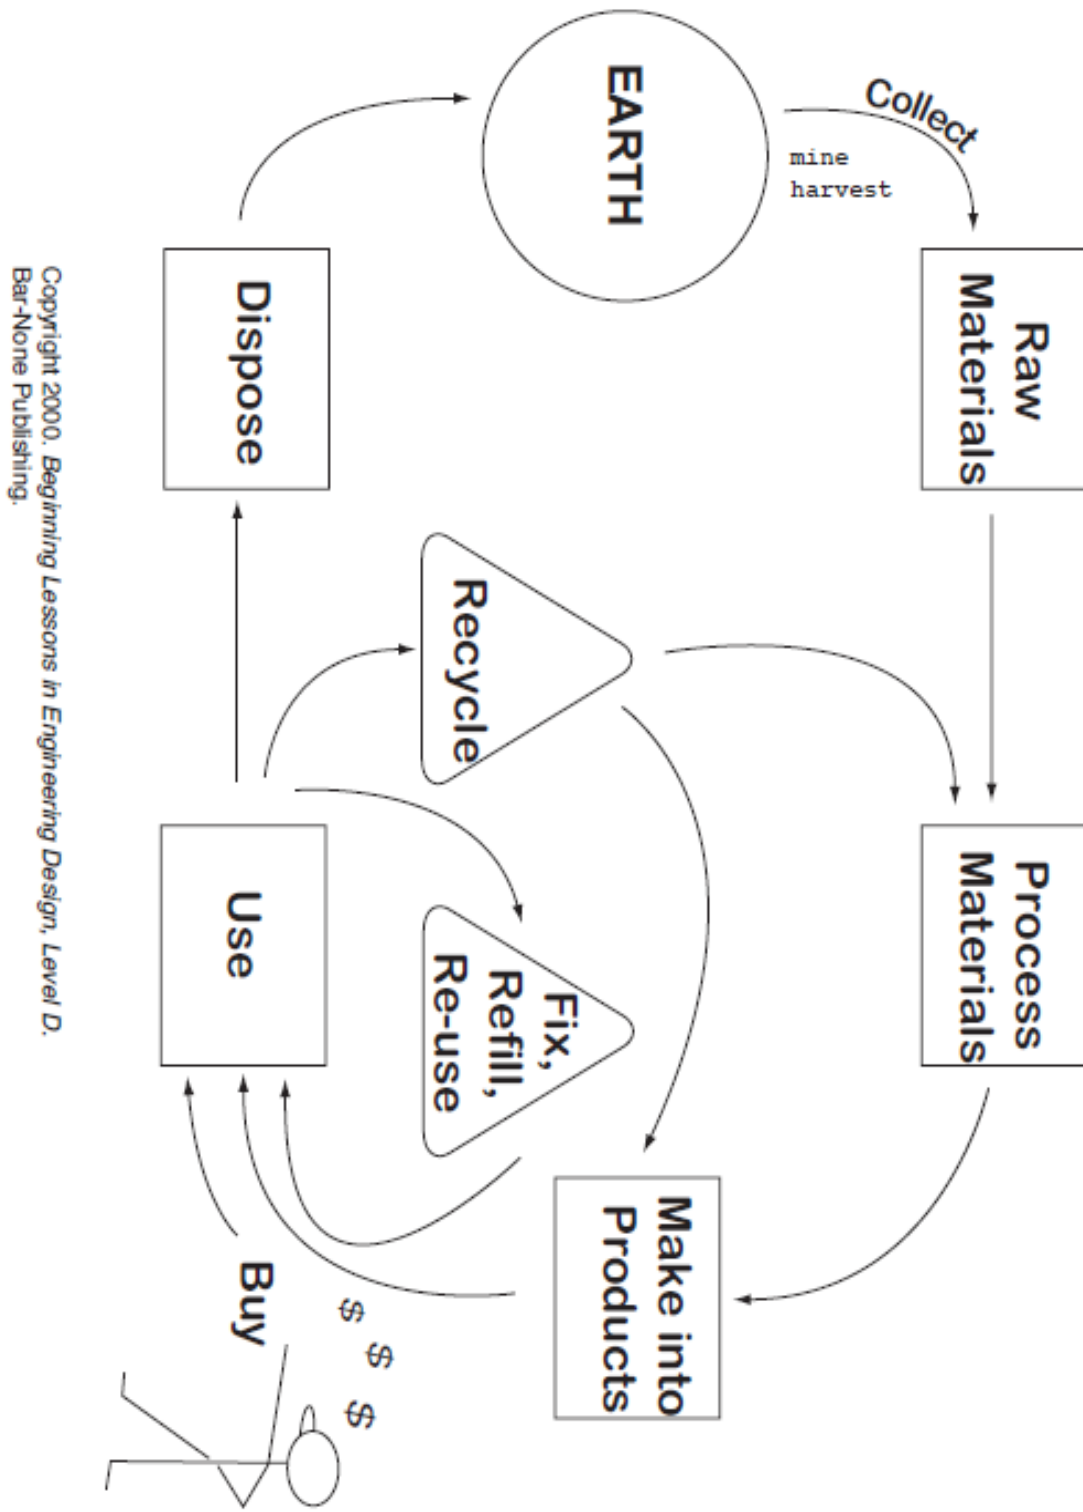 EARTH
Collect
mine
harvest
Raw
Materials
Process
Materials
Make into
Products
Recycle
Fix,
Refill,
Re-use
Use
Dispose
Buy
$
$
$
Copyright 2000. Beginning Lessons in Engineering Design, Level D.
Bar-None Publishing.